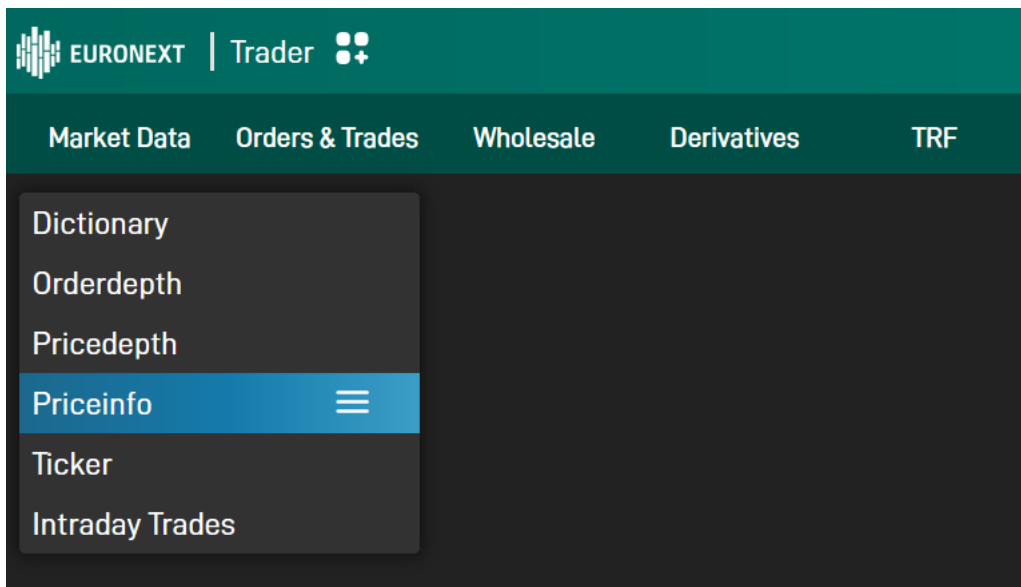 EURONEXT | Trader
Market Data Orders & Trades Wholesale Derivatives TRF
Dictionary
Orderdepth
Pricedepth
Priceinfo
Ticker
Intraday Trades